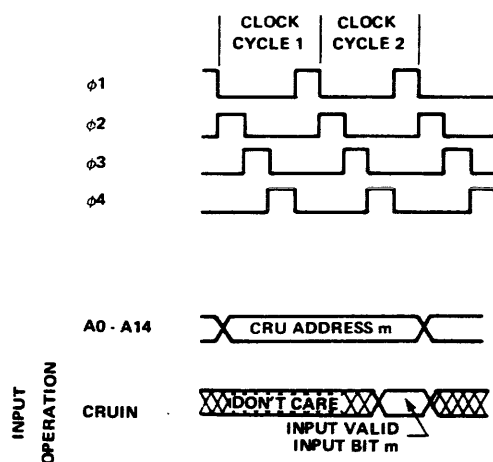 CLOCK CYCLE 1
CLOCK CYCLE 2
φ1
φ2
φ3
φ4
A0 - A14
CRU ADDRESS m
INPUT OPERATION
CRUIN
DON'T CARE
INPUT VALID
INPUT BIT m